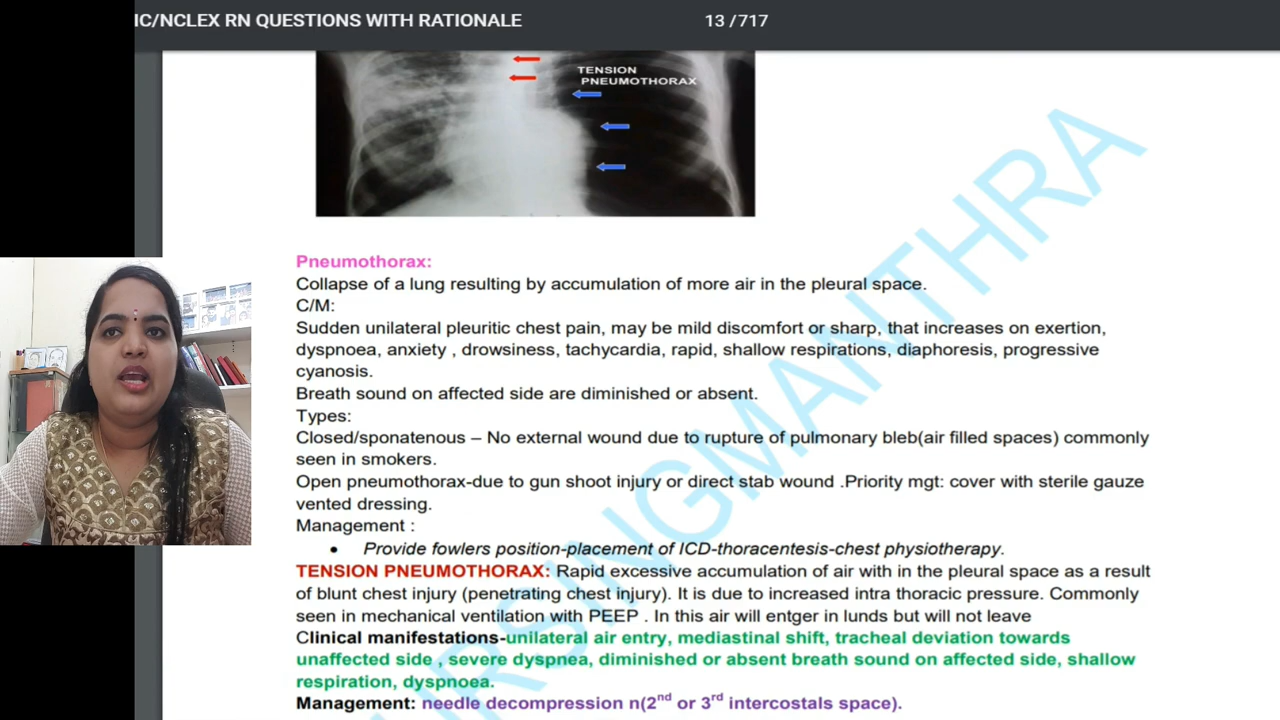 IC/NCLEX RN QUESTIONS WITH RATIONALE
13 / 717
TENSION
PNEUMOTHORAX
Pneumothorax:
Collapse of a lung resulting by accumulation of more air in the pleural space.
C/M:
Sudden unilateral pleuritic chest pain, may be mild discomfort or sharp, that increases on exertion,
dyspnoea, anxiety , drowsiness, tachycardia, rapid, shallow respirations, diaphoresis, progressive
cyanosis.
Breath sound on affected side are diminished or absent.
Types:
Closed/sponatenous – No external wound due to rupture of pulmonary bleb(air filled spaces) commonly
seen in smokers.
Open pneumothorax-due to gun shoot injury or direct stab wound .Priority mgt: cover with sterile gauze
vented dressing.
Management :
• Provide fowlers position-placement of ICD-thoracentesis-chest physiotherapy.
TENSION PNEUMOTHORAX: Rapid excessive accumulation of air with in the pleural space as a result
of blunt chest injury (penetrating chest injury). It is due to increased intra thoracic pressure. Commonly
seen in mechanical ventilation with PEEP . In this air will entger in lunds but will not leave
Clinical manifestations-unilateral air entry, mediastinal shift, tracheal deviation towards
unaffected side , severe dyspnea, diminished or absent breath sound on affected side, shallow
respiration, dyspnoea.
Management: needle decompression n(2nd or 3rd intercostals space).
URSINGMANTHRA